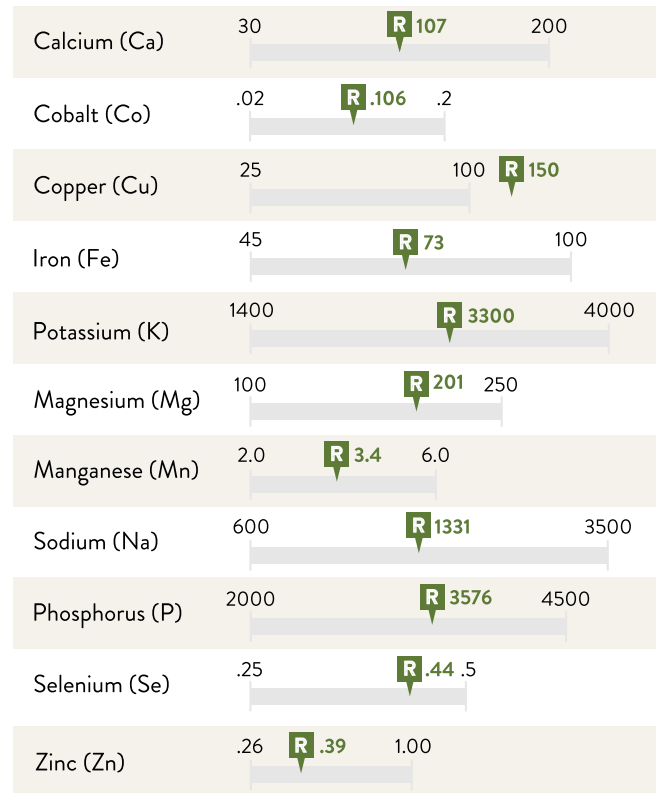 Calcium (Ca) 30 R 107 200
Cobalt (Co) .02 R .106 .2
Copper (Cu) 25 100 R 150
Iron (Fe) 45 R 73 100
Potassium (K) 1400 R 3300 4000
Magnesium (Mg) 100 R 201 250
Manganese (Mn) 2.0 R 3.4 6.0
Sodium (Na) 600 R 1331 3500
Phosphorus (P) 2000 R 3576 4500
Selenium (Se) .25 R .44 .5
Zinc (Zn) .26 R .39 1.00